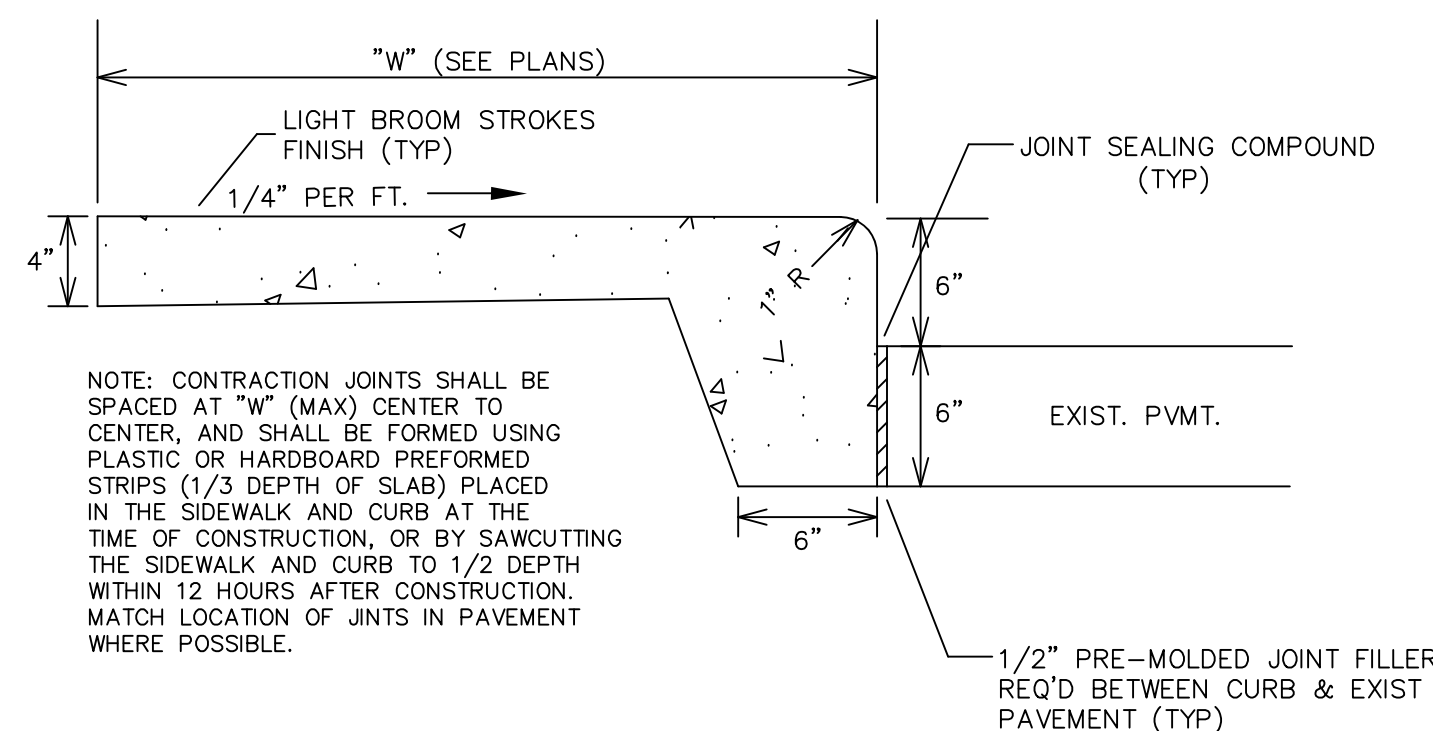 "W" (SEE PLANS)
LIGHT BROOM STROKES
FINISH (TYP)
1/4" PER FT.
JOINT SEALING COMPOUND
(TYP)
4"
1" R
6"
6"
EXIST. PVMT.
6"
NOTE: CONTRACTION JOINTS SHALL BE
SPACED AT "W" (MAX) CENTER TO
CENTER, AND SHALL BE FORMED USING
PLASTIC OR HARDBOARD PREFORMED
STRIPS (1/3 DEPTH OF SLAB) PLACED
IN THE SIDEWALK AND CURB AT THE
TIME OF CONSTRUCTION, OR BY SAWCUTTING
THE SIDEWALK AND CURB TO 1/2 DEPTH
WITHIN 12 HOURS AFTER CONSTRUCTION.
MATCH LOCATION OF JINTS IN PAVEMENT
WHERE POSSIBLE.
1/2" PRE-MOLDED JOINT FILLER
REQ'D BETWEEN CURB & EXIST
PAVEMENT (TYP)